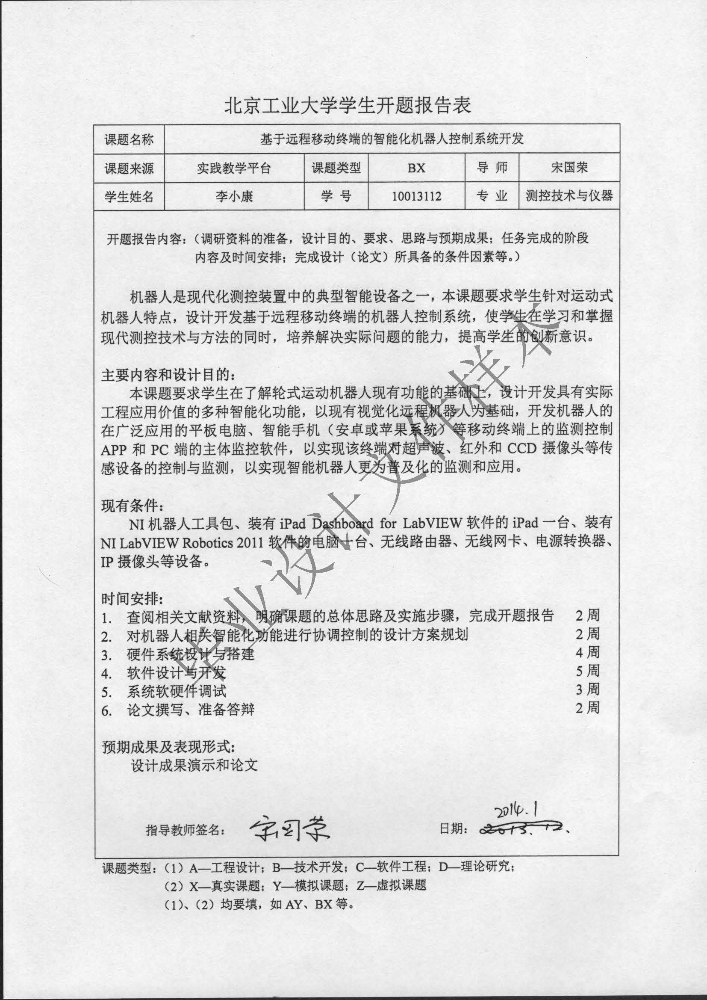 北京工业大学学生开题报告表
课题名称 基于远程移动终端的智能化机器人控制系统开发
课题来源 实践教学平台 课题类型 BX 导 师 宋国荣
学生姓名 李小康 学 号 10013112 专 业 测控技术与仪器
开题报告内容：（调研资料的准备，设计目的、要求、思路与预期成果；任务完成的阶段
内容及时间安排；完成设计（论文）所具备的条件因素等。）
机器人是现代化测控装置中的典型智能设备之一，本课题要求学生针对运动式
机器人特点，设计开发基于远程移动终端的机器人控制系统，使学生在学习和掌握
现代测控技术与方法的同时，培养解决实际问题的能力，提高学生的创新意识。
主要内容和设计目的：
本课题要求学生在了解轮式运动机器人现有功能的基础上，设计开发具有实际
工程应用价值的多种智能化功能，以现有视觉化远程机器人为基础，开发机器人的
在广泛应用的平板电脑、智能手机（安卓或苹果系统）等移动终端上的监测控制
APP 和 PC 端的主体监控软件，以实现该终端对超声波、红外和 CCD 摄像头等传
感设备的控制与监测，以实现智能机器人更为普及化的监测和应用。
现有条件：
NI 机器人工具包、装有 iPad Dashboard for LabVIEW 软件的 iPad 一台、装有
NI LabVIEW Robotics 2011 软件的电脑一台、无线路由器、无线网卡、电源转换器、
IP 摄像头等设备。
时间安排：
1. 查阅相关文献资料，明确课题的总体思路及实施步骤，完成开题报告 2 周
2. 对机器人相关智能化功能进行协调控制的设计方案规划 2 周
3. 硬件系统设计与搭建 4 周
4. 软件设计与开发 5 周
5. 系统软硬件调试 3 周
6. 论文撰写、准备答辩 2 周
预期成果及表现形式：
设计成果演示和论文
2014.1
指导教师签名： 宋国荣 日期： 2013.12.
课题类型：（1）A—工程设计；B—技术开发；C—软件工程；D—理论研究；
（2）X—真实课题；Y—模拟课题；Z—虚拟课题
（1）、（2）均要填，如 AY、BX 等。
毕业设计文件样本